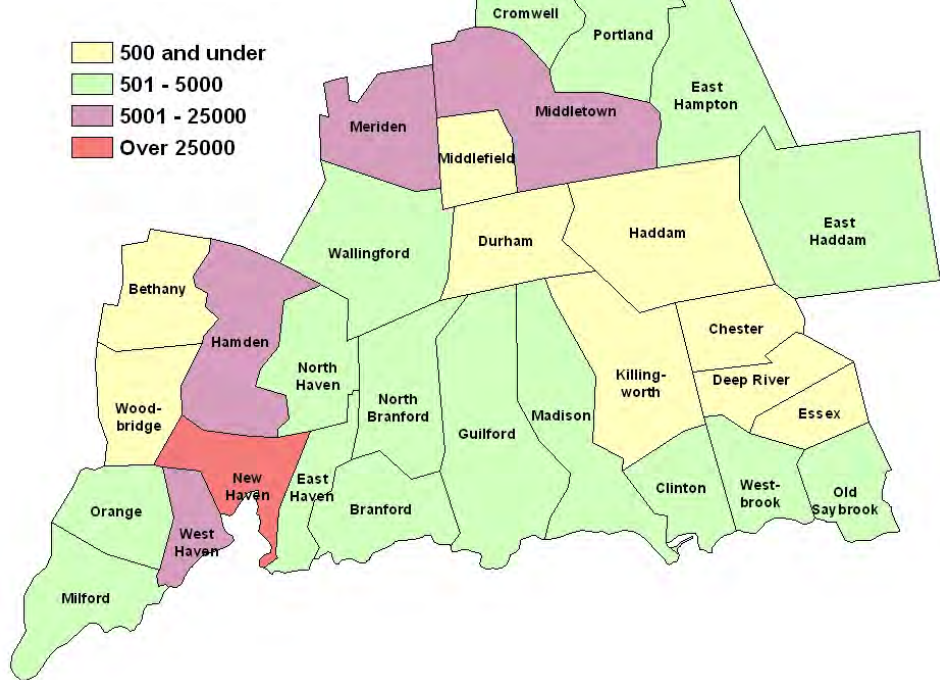 500 and under
501 - 5000
5001 - 25000
Over 25000
Cromwell
Portland
East
Hampton
Middletown
Meriden
Middlefield
Wallingford
Durham
Haddam
East
Haddam
Bethany
Hamden
North
Haven
Chester
Killing-
worth
Deep River
Essex
Wood-
bridge
North
Branford
Guilford
Madison
New
Haven
East
Haven
Branford
Clinton
West-
brook
Old
Saybrook
Orange
West
Haven
Milford